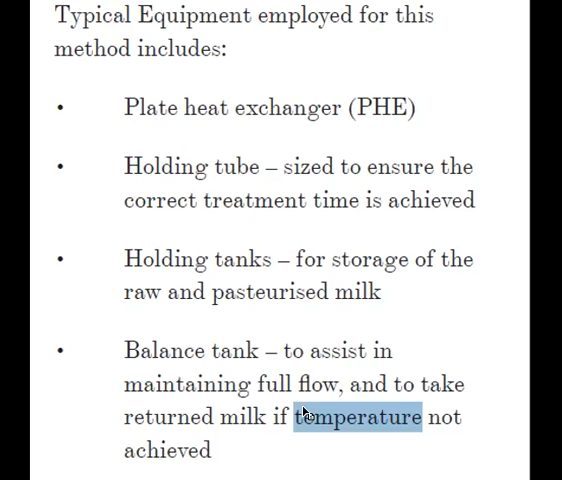 Typical Equipment employed for this
method includes:
• Plate heat exchanger (PHE)
• Holding tube – sized to ensure the
correct treatment time is achieved
• Holding tanks – for storage of the
raw and pasteurised milk
• Balance tank – to assist in
maintaining full flow, and to take
returned milk if temperature not
achieved